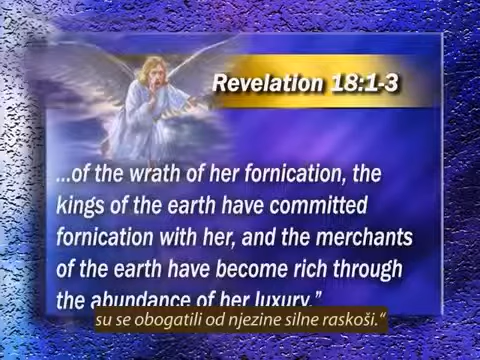 Revelation 18:1-3
...of the wrath of her fornication, the
kings of the earth have committed
fornication with her, and the merchants
of the earth have become rich through
the abundance of her luxury.”
su se obogatili od njezine silne raskoši.“